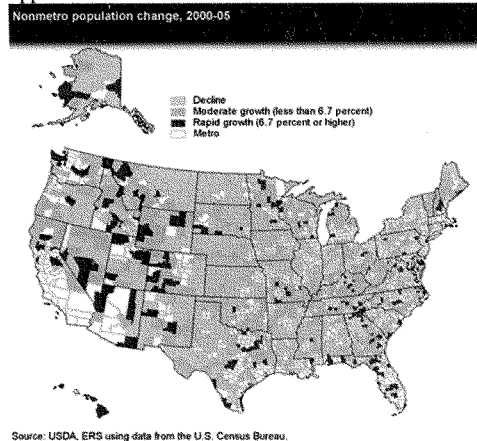 Nonmetro population change, 2000-05
Decline
Moderate growth (less than 6.7 percent)
Rapid growth (6.7 percent or higher)
Metro
Source: USDA, ERS using data from the U.S. Census Bureau.